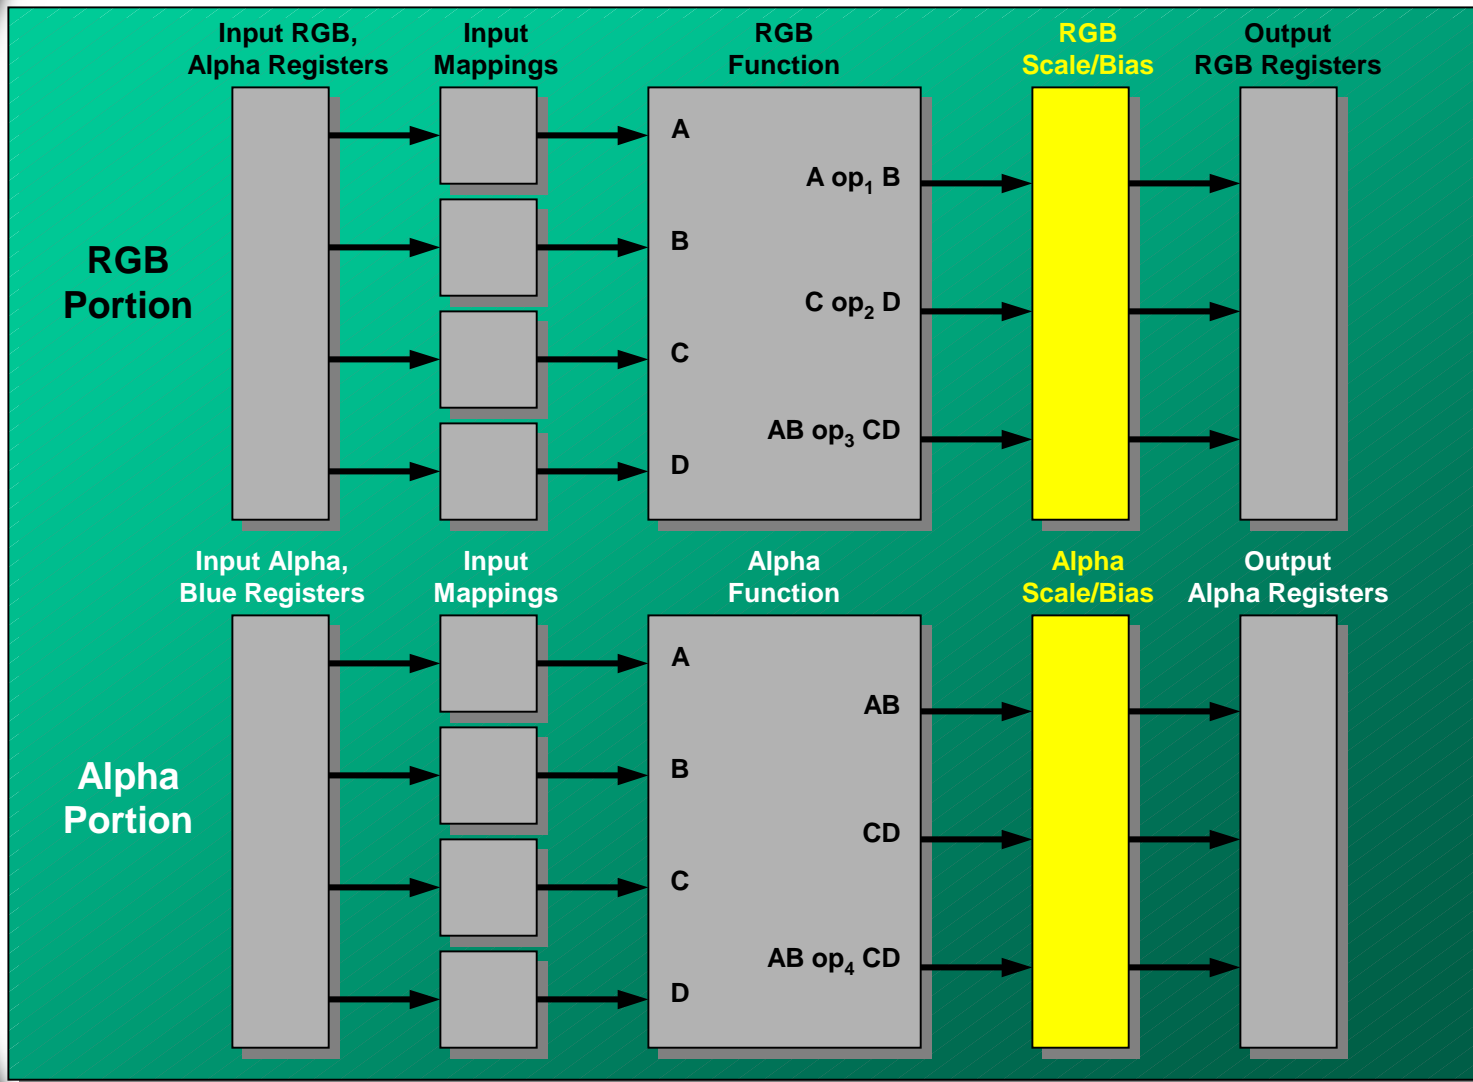 Input RGB,
Alpha Registers
Input
Mappings
RGB
Function
RGB
Scale/Bias
Output
RGB Registers
RGB
Portion
A
B
C
D
A op₁ B
C op₂ D
AB op₃ CD
Input Alpha,
Blue Registers
Input
Mappings
Alpha
Function
Alpha
Scale/Bias
Output
Alpha Registers
Alpha
Portion
A
B
C
D
AB
CD
AB op₄ CD